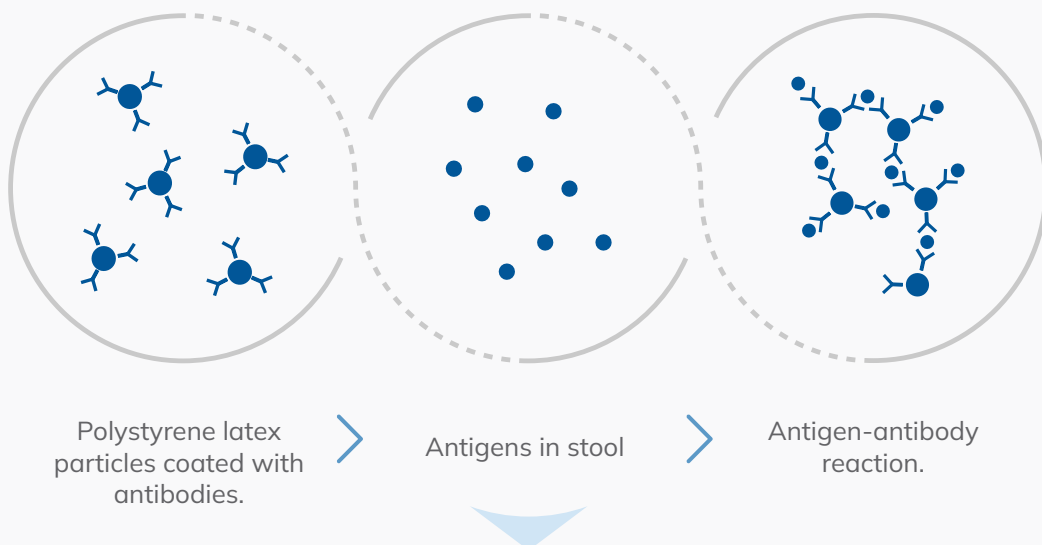 Polystyrene latex
particles coated with
antibodies.
Antigens in stool
Antigen-antibody
reaction.